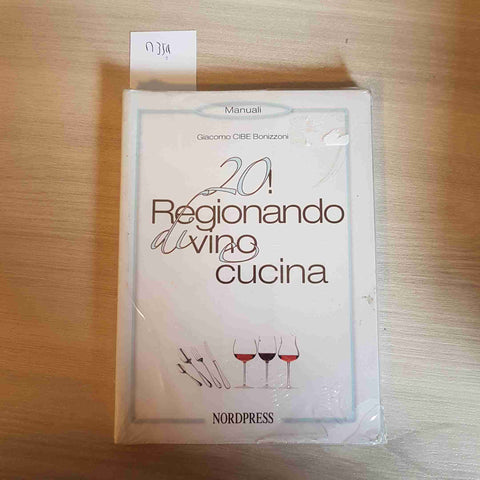 Manuali
Giacomo CIBE Bonizzoni
20!
Regionando
di vino e
cucina
NORDPRESS